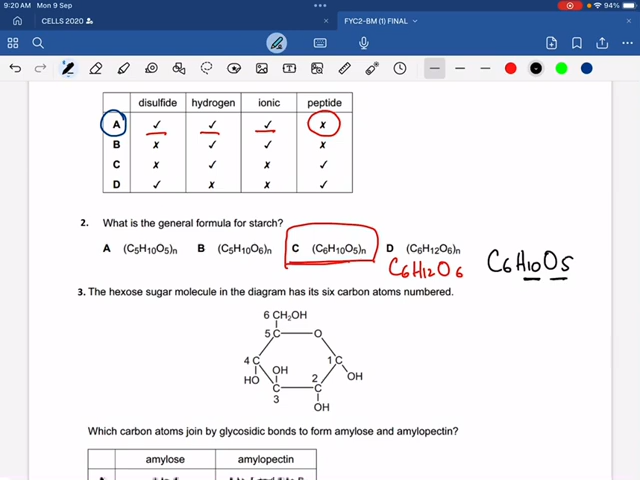 9:20 AM Mon 9 Sep
94%
CELLS 2020
FYC2-BM (1) FINAL
disulfide hydrogen ionic peptide
A ✓ ✓ ✓ ✗
B ✗ ✓ ✓ ✗
C ✗ ✓ ✗ ✓
D ✓ ✗ ✗ ✓
2. What is the general formula for starch?
A (C5H10O5)n B (C5H10O6)n C (C6H10O5)n D (C6H12O6)n
C6H12O6
C6H10O5
3. The hexose sugar molecule in the diagram has its six carbon atoms numbered.
6 CH2OH
5 C O
4 C 1 C
HO OH 2 OH
C C
3 OH
Which carbon atoms join by glycosidic bonds to form amylose and amylopectin?
amylose amylopectin